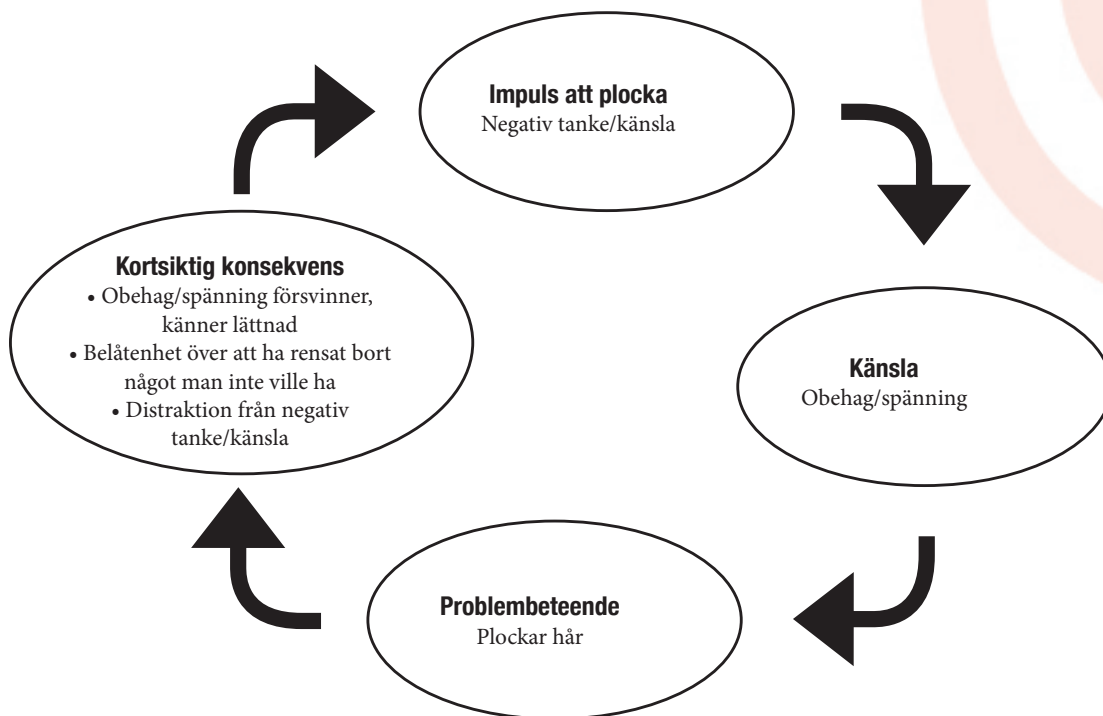 Impuls att plocka
Negativ tanke/känsla
Känsla
Obehag/spänning
Problembeteende
Plockar hår
Kortsiktig konsekvens
• Obehag/spänning försvinner,
känner lättnad
• Belåtenhet över att ha rensat bort
något man inte ville ha
• Distraktion från negativ
tanke/känsla